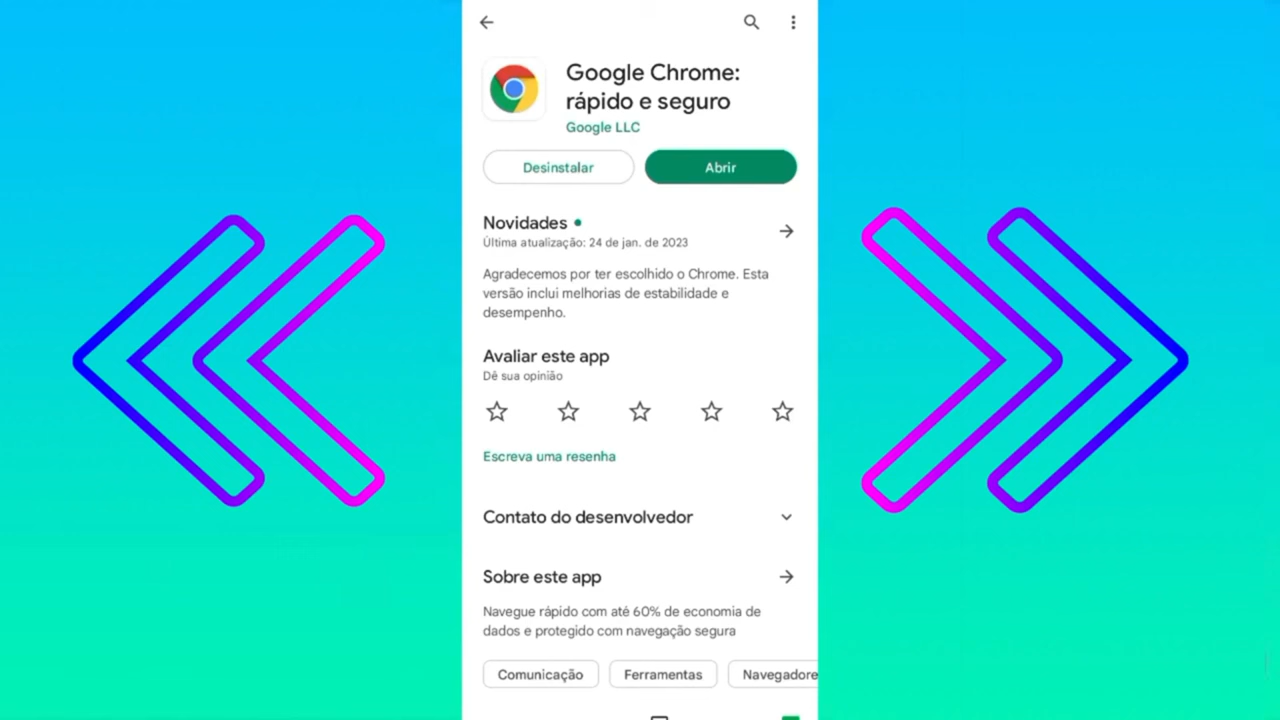 Google Chrome:
rápido e seguro
Google LLC
Desinstalar
Abrir
Novidades
Última atualização: 24 de jan. de 2023
Agradecemos por ter escolhido o Chrome. Esta
versão inclui melhorias de estabilidade e
desempenho.
Avaliar este app
Dê sua opinião
Escreva uma resenha
Contato do desenvolvedor
Sobre este app
Navegue rápido com até 60% de economia de
dados e protegido com navegação segura
Comunicação
Ferramentas
Navegadore